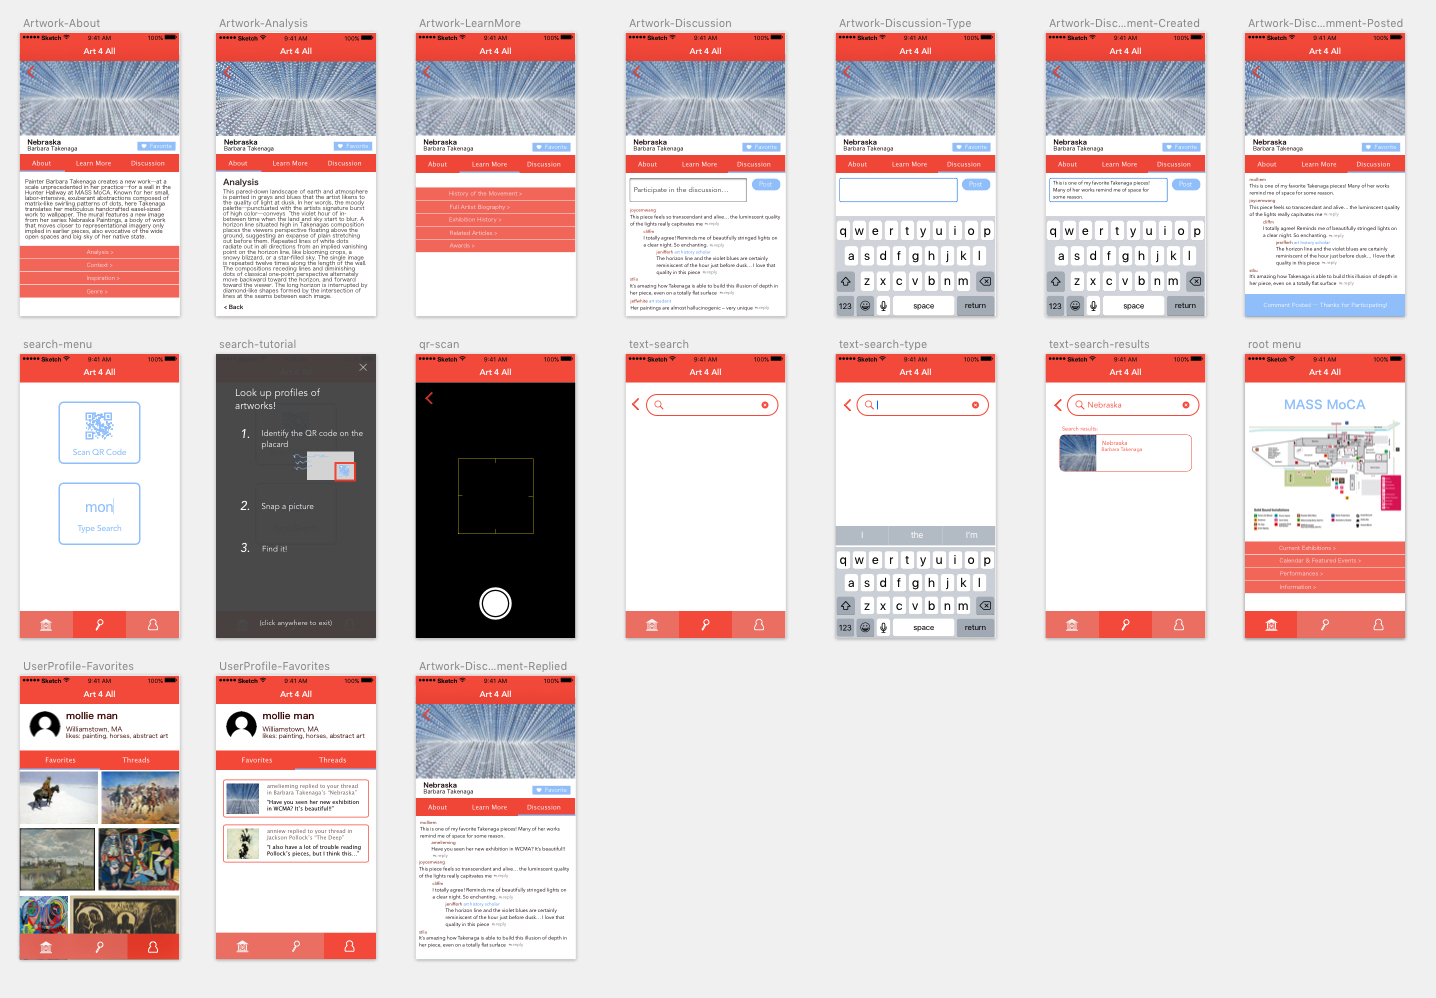 Artwork-About
●●●●● Sketch 9:41 AM 100%
Art 4 All
Nebraska
Barbara Takenaga
Favorite
About Learn More Discussion
Painter Barbara Takenaga creates a new work—at a
scale unprecedented in her practice—for a wall in the
Hunter Hallway at MASS MoCA. Known for her small,
labor-intensive, exuberant abstractions composed of
matrix-like swirling patterns of dots, here Takenaga
translates her meticulous handcrafted easel-sized
work to wallpaper. The mural features a new image
from her series Nebraska Paintings, a body of work
that moves closer to representational imagery only
implied in earlier pieces, also evocative of the wide
open spaces and big sky of her native state.
Analysis >
Context >
Inspiration >
Genre >
Artwork-Analysis
●●●●● Sketch 9:41 AM 100%
Art 4 All
Nebraska
Barbara Takenaga
Favorite
About Learn More Discussion
Analysis
This pared-down landscape of earth and atmosphere
is painted in grays and blues that the artist likens to
the quality of light at dusk. In her words, the moody
palette—punctuated with the artists signature burst
of high color—conveys 'The violet hour of in-
between time when the land and sky start to blur. A
horizon line situated high in Takenagas composition
places the viewers perspective floating above the
ground, suggesting an expanse of plain stretching
out before them. Repeated lines of white dots
radiate out in all directions from an implied vanishing
point on the horizon line, like blooming crops, a
snowy blizzard, or a star-filled sky. The single image
is repeated twelve times along the length of the wall.
The compositions receding lines and diminishing
dots of classical one-point perspective alternately
move backward toward the horizon, and forward
toward the viewer. The long horizon is interrupted by
diamond-like shapes formed by the intersection of
lines at the seams between each image.
< Back
Artwork-LearnMore
●●●●● Sketch 9:41 AM 100%
Art 4 All
Nebraska
Barbara Takenaga
Favorite
About Learn More Discussion
History of the Movement >
Full Artist Biography >
Exhibition History >
Related Articles >
Awards >
Artwork-Discussion
●●●●● Sketch 9:41 AM 100%
Art 4 All
Nebraska
Barbara Takenaga
Favorite
About Learn More Discussion
Participate in the discussion...
Post
joycemwang
This piece feels so transcendent and alive... the luminescent quality
of the lights really captivates me reply
cliffie
I totally agree! Reminds me of beautifully stringed lights on
a clear night. So enchanting. reply
jeniferh art history scholar
The horizon line and the violet blues are certainly
reminiscent of the hour just before dusk... I love that
quality in this piece reply
stliu
It's amazing how Takenaga is able to build this illusion of depth in
her piece, even on a totally flat surface reply
jeffwhite art student
Her paintings are almost hallucinogenic – very unique reply
Artwork-Discussion-Type
●●●●● Sketch 9:41 AM 100%
Art 4 All
Nebraska
Barbara Takenaga
Favorite
About Learn More Discussion
Post
q w e r t y u i o p
a s d f g h j k l
z x c v b n m
123 space return
Artwork-Disc...ment-Created
●●●●● Sketch 9:41 AM 100%
Art 4 All
Nebraska
Barbara Takenaga
Favorite
About Learn More Discussion
This is one of my favorite Takenaga pieces!
Many of her works remind me of space for
some reason.
Post
q w e r t y u i o p
a s d f g h j k l
z x c v b n m
123 space return
Artwork-Disc...mment-Posted
●●●●● Sketch 9:41 AM 100%
Art 4 All
Nebraska
Barbara Takenaga
Favorite
About Learn More Discussion
molliem
This is one of my favorite Takenaga pieces! Many of her works
remind me of space for some reason.
joycemwang
This piece feels so transcendent and alive... the luminescent quality
of the lights really captivates me reply
cliffie
I totally agree! Reminds me of beautifully stringed lights on
a clear night. So enchanting. reply
jeniferh art history scholar
The horizon line and the violet blues are certainly
reminiscent of the hour just before dusk... I love that
quality in this piece reply
stliu
It's amazing how Takenaga is able to build this illusion of depth in
her piece, even on a totally flat surface reply
Comment Posted — Thanks for Participating!
search-menu
●●●●● Sketch 9:41 AM 100%
Art 4 All
Scan QR Code
mon
Type Search
search-tutorial
Look up profiles of
artworks!
1. Identify the QR code on the
placard
2. Snap a picture
3. Find it!
(click anywhere to exit)
qr-scan
●●●●● Sketch 9:41 AM 100%
Art 4 All
text-search
●●●●● Sketch 9:41 AM 100%
Art 4 All
text-search-type
●●●●● Sketch 9:41 AM 100%
Art 4 All
I the I'm
q w e r t y u i o p
a s d f g h j k l
z x c v b n m
123 space return
text-search-results
●●●●● Sketch 9:41 AM 100%
Art 4 All
Nebraska
Search results:
Nebraska
Barbara Takenaga
root menu
●●●●● Sketch 9:41 AM 100%
Art 4 All
MASS MoCA
Current Exhibitions >
Calendar & Featured Events >
Performances >
Information >
UserProfile-Favorites
●●●●● Sketch 9:41 AM 100%
Art 4 All
mollie man
Williamstown, MA
likes: painting, horses, abstract art
Favorites Threads
UserProfile-Favorites
●●●●● Sketch 9:41 AM 100%
Art 4 All
mollie man
Williamstown, MA
likes: painting, horses, abstract art
Favorites Threads
amelieming replied to your thread
in Barbara Takenaga's "Nebraska"
"Have you seen her new exhibition
in WCMA? It's beautiful!!"
anniew replied to your thread in
Jackson Pollock's "The Deep"
"I also have a lot of trouble reading
Pollock's pieces, but I think this..."
Artwork-Disc...ment-Replied
●●●●● Sketch 9:41 AM 100%
Art 4 All
Nebraska
Barbara Takenaga
Favorite
About Learn More Discussion
molliem
This is one of my favorite Takenaga pieces! Many of her works
remind me of space for some reason.
amelieming
Have you seen her new exhibition in WCMA? It's beautiful!!
reply
joycemwang
This piece feels so transcendent and alive... the luminescent quality
of the lights really captivates me reply
cliffie
I totally agree! Reminds me of beautifully stringed lights on
a clear night. So enchanting. reply
jeniferh art history scholar
The horizon line and the violet blues are certainly
reminiscent of the hour just before dusk... I love that
quality in this piece reply
stliu
It's amazing how Takenaga is able to build this illusion of depth in
her piece, even on a totally flat surface reply